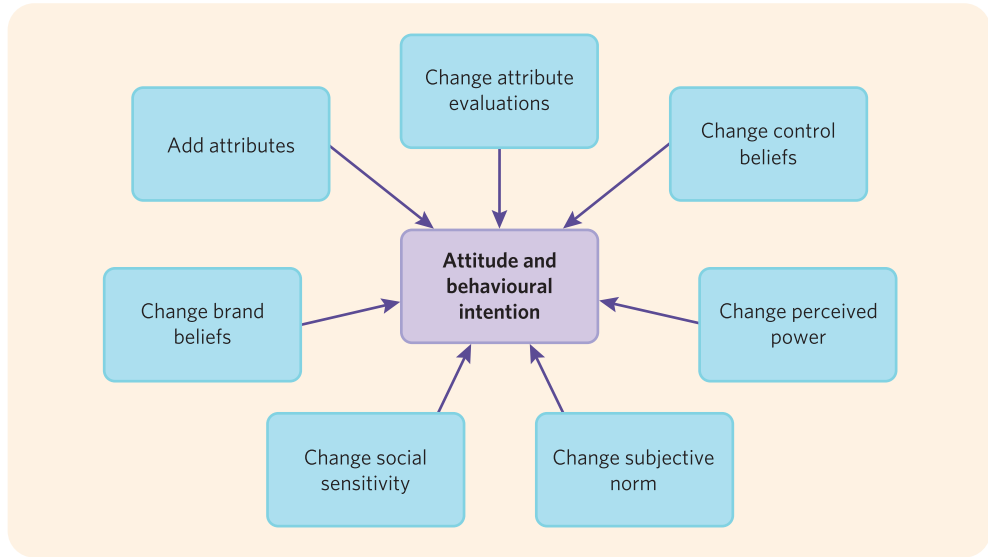 Change attribute
evaluations
Add attributes
Change control
beliefs
Attitude and
behavioural
intention
Change brand
beliefs
Change perceived
power
Change social
sensitivity
Change subjective
norm